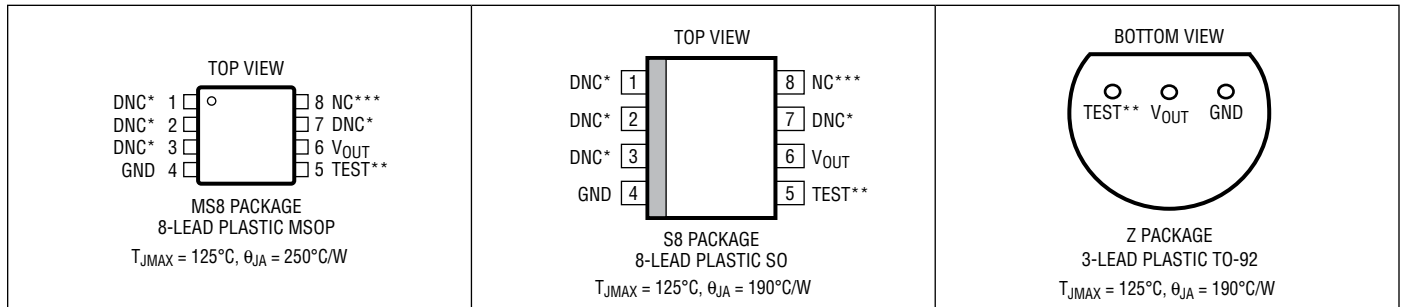 TOP VIEW
DNC* 1
DNC* 2
DNC* 3
GND 4
8 NC***
7 DNC*
6 VOUT
5 TEST**
MS8 PACKAGE
8-LEAD PLASTIC MSOP
TJMAX = 125°C, θJA = 250°C/W
TOP VIEW
DNC* 1
DNC* 2
DNC* 3
GND 4
8 NC***
7 DNC*
6 VOUT
5 TEST**
S8 PACKAGE
8-LEAD PLASTIC SO
TJMAX = 125°C, θJA = 190°C/W
BOTTOM VIEW
TEST** VOUT GND
Z PACKAGE
3-LEAD PLASTIC TO-92
TJMAX = 125°C, θJA = 190°C/W